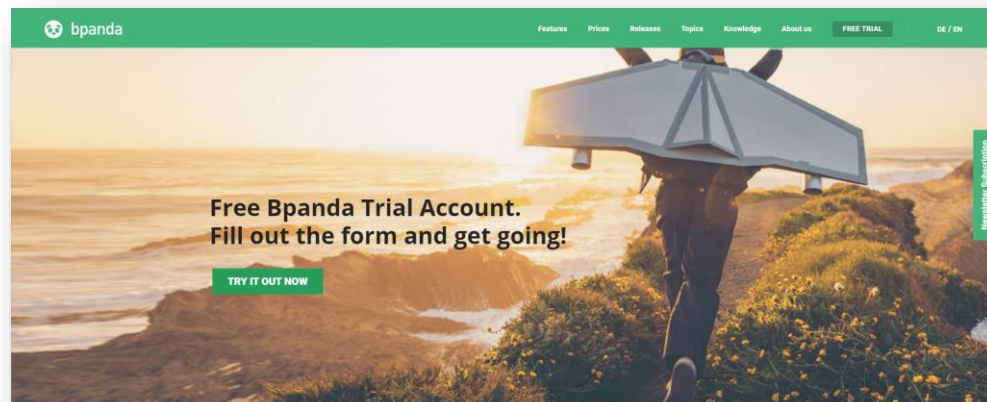 bpanda
Features Prices Releases Topics Knowledge About us FREE TRIAL DE / EN
Newsletter Subscription
Free Bpanda Trial Account.
Fill out the form and get going!
TRY IT OUT NOW